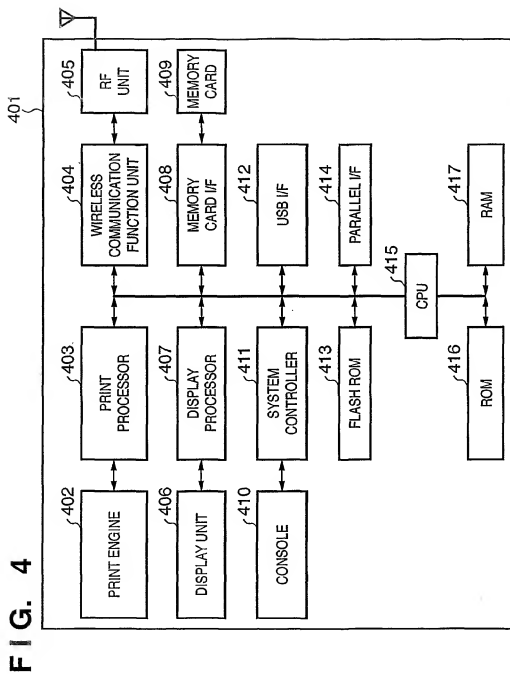 FIG. 4
401
402
PRINT ENGINE
403
PRINT
PROCESSOR
404
WIRELESS
COMMUNICATION
FUNCTION UNIT
405
RF
UNIT
406
DISPLAY UNIT
407
DISPLAY
PROCESSOR
408
MEMORY
CARD I/F
409
MEMORY
CARD
410
CONSOLE
411
SYSTEM
CONTROLLER
412
USB I/F
413
FLASH ROM
414
PARALLEL I/F
415
CPU
416
ROM
417
RAM